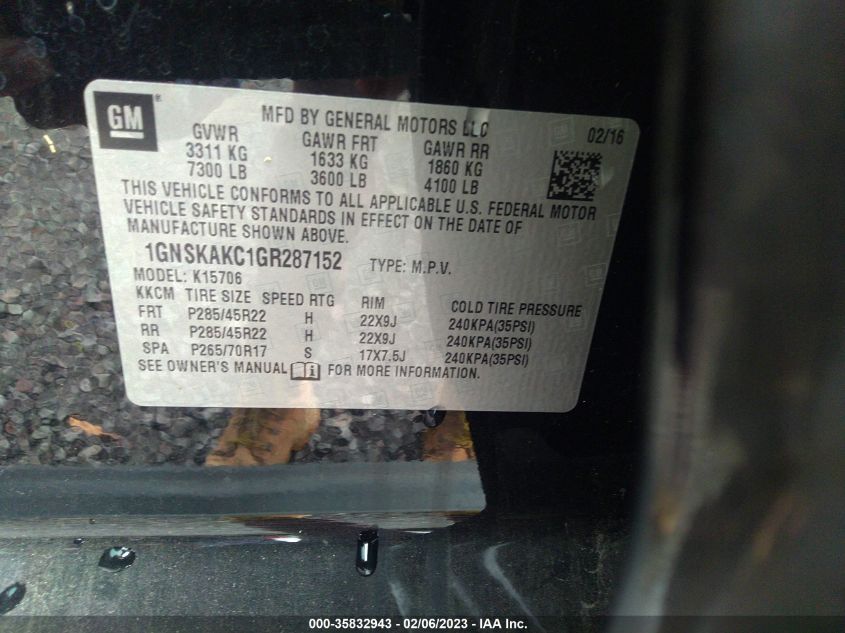 GM ®
MFD BY GENERAL MOTORS LLC
02/16
GVWR GAWR FRT GAWR RR
3311 KG 1633 KG 1860 KG
7300 LB 3600 LB 4100 LB
THIS VEHICLE CONFORMS TO ALL APPLICABLE U.S. FEDERAL MOTOR
VEHICLE SAFETY STANDARDS IN EFFECT ON THE DATE OF
MANUFACTURE SHOWN ABOVE.
1GNSKAKC1GR287152 TYPE: M.P.V.
MODEL: K15706
KKCM TIRE SIZE SPEED RTG RIM COLD TIRE PRESSURE
FRT P285/45R22 H 22X9J 240KPA(35PSI)
RR P285/45R22 H 22X9J 240KPA(35PSI)
SPA P265/70R17 S 17X7.5J 240KPA(35PSI)
SEE OWNER'S MANUAL i FOR MORE INFORMATION.
000-35832943 - 02/06/2023 - IAA Inc.